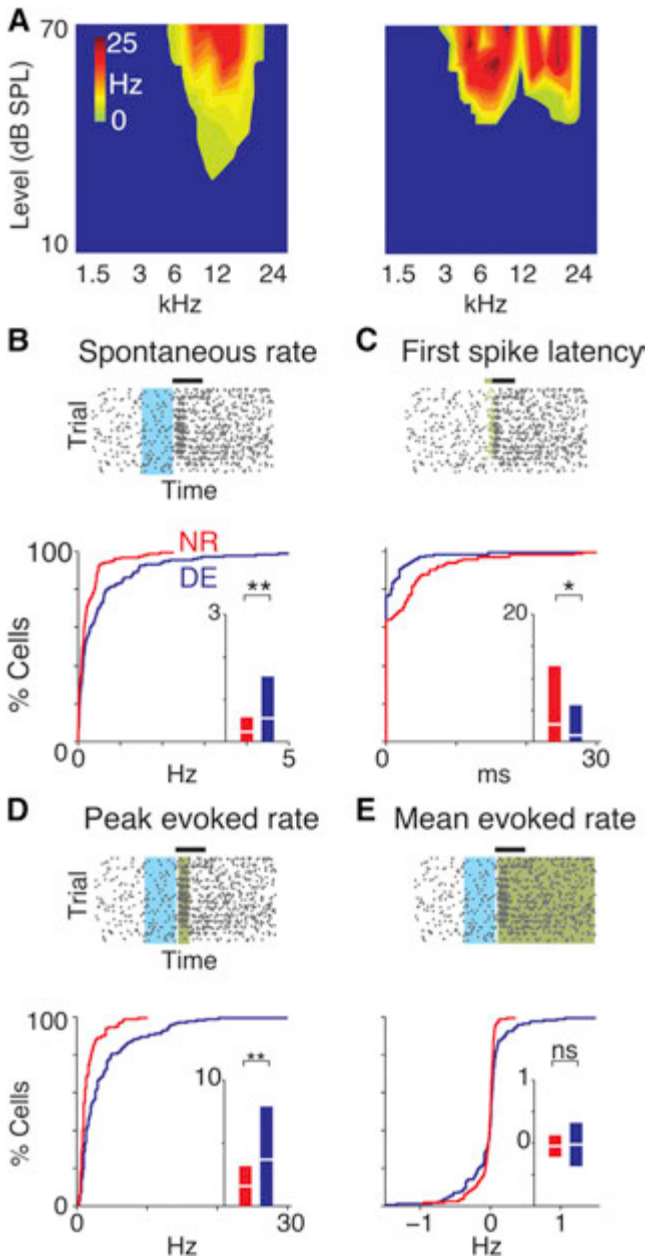 A
70
25
Hz
0
Level (dB SPL)
10
1.5 3 6 12 24
kHz
1.5 3 6 12 24
kHz
B Spontaneous rate
Trial
Time
100
NR
DE
3
**
% Cells
0
0 Hz 5
C First spike latency
20
*
0 ms 30
D Peak evoked rate
Trial
Time
100
10
**
% Cells
0
0 Hz 30
E Mean evoked rate
1
ns
0
−1 0 1
Hz